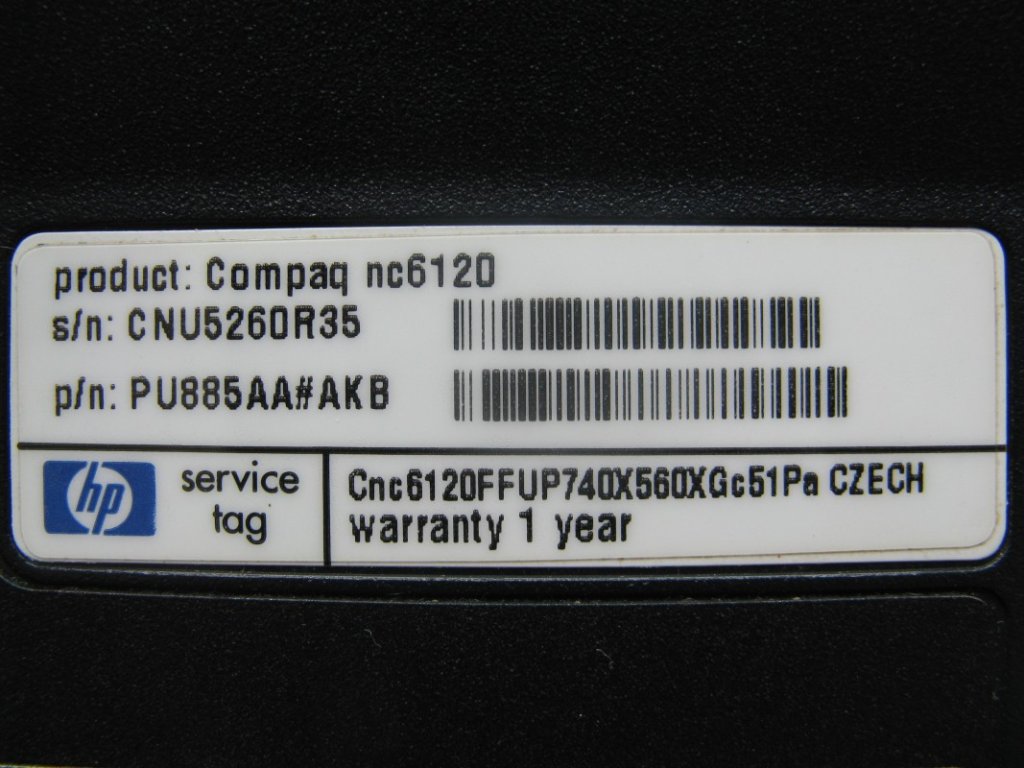 product: Compaq nc6120
s/n: CNU5260R35
p/n: PU885AA#AKB
hp
service
tag
Cnc6120FFUP740X560XGc51Pa CZECH
warranty 1 year